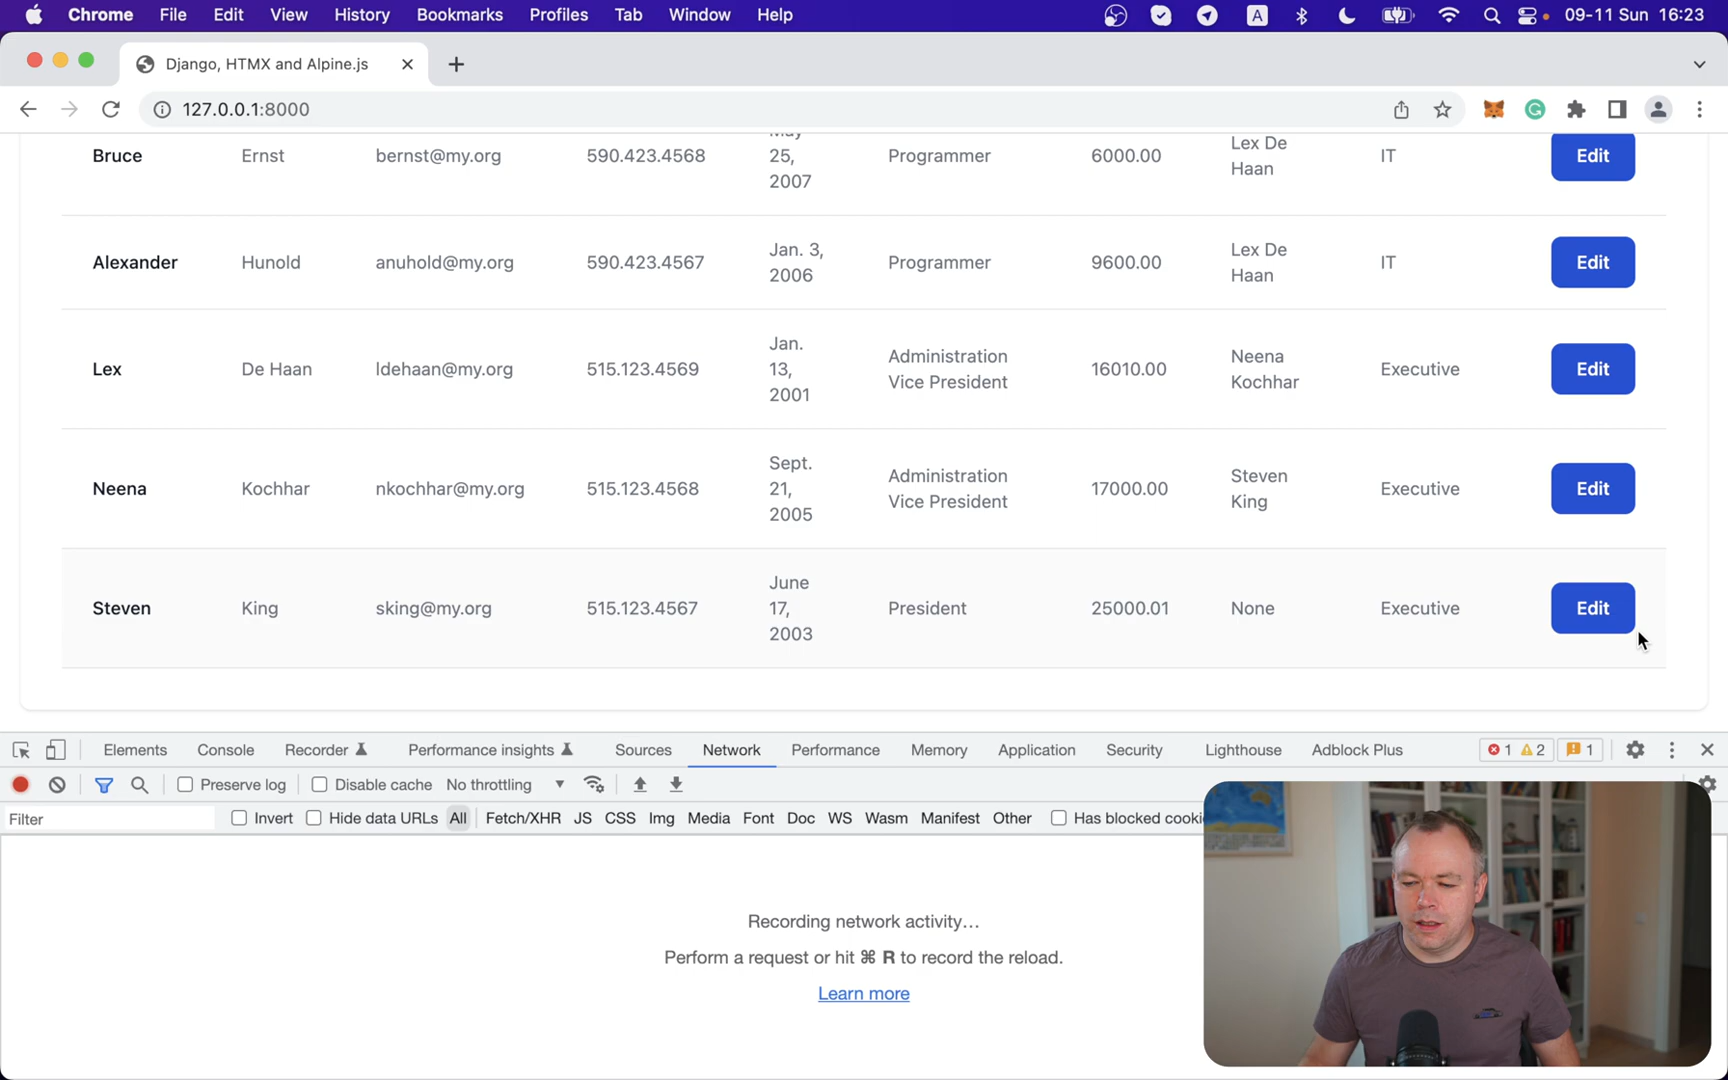 Chrome File Edit View History Bookmarks Profiles Tab Window Help A 09-11 Sun 16:23
Django, HTMX and Alpine.js
127.0.0.1:8000
May
25,
2007
Bruce Ernst bernst@my.org 590.423.4568 Programmer 6000.00 Lex De
Haan IT Edit
Alexander Hunold anuhold@my.org 590.423.4567 Jan. 3,
2006 Programmer 9600.00 Lex De
Haan IT Edit
Lex De Haan ldehaan@my.org 515.123.4569 Jan.
13,
2001 Administration
Vice President 16010.00 Neena
Kochhar Executive Edit
Neena Kochhar nkochhar@my.org 515.123.4568 Sept.
21,
2005 Administration
Vice President 17000.00 Steven
King Executive Edit
Steven King sking@my.org 515.123.4567 June
17,
2003 President 25000.01 None Executive Edit
Elements Console Recorder Performance insights Sources Network Performance Memory Application Security Lighthouse Adblock Plus 1 2 1
Preserve log Disable cache No throttling
Filter Invert Hide data URLs All Fetch/XHR JS CSS Img Media Font Doc WS Wasm Manifest Other Has blocked
Recording network activity…
Perform a request or hit ⌘ R to record the reload.
Learn more